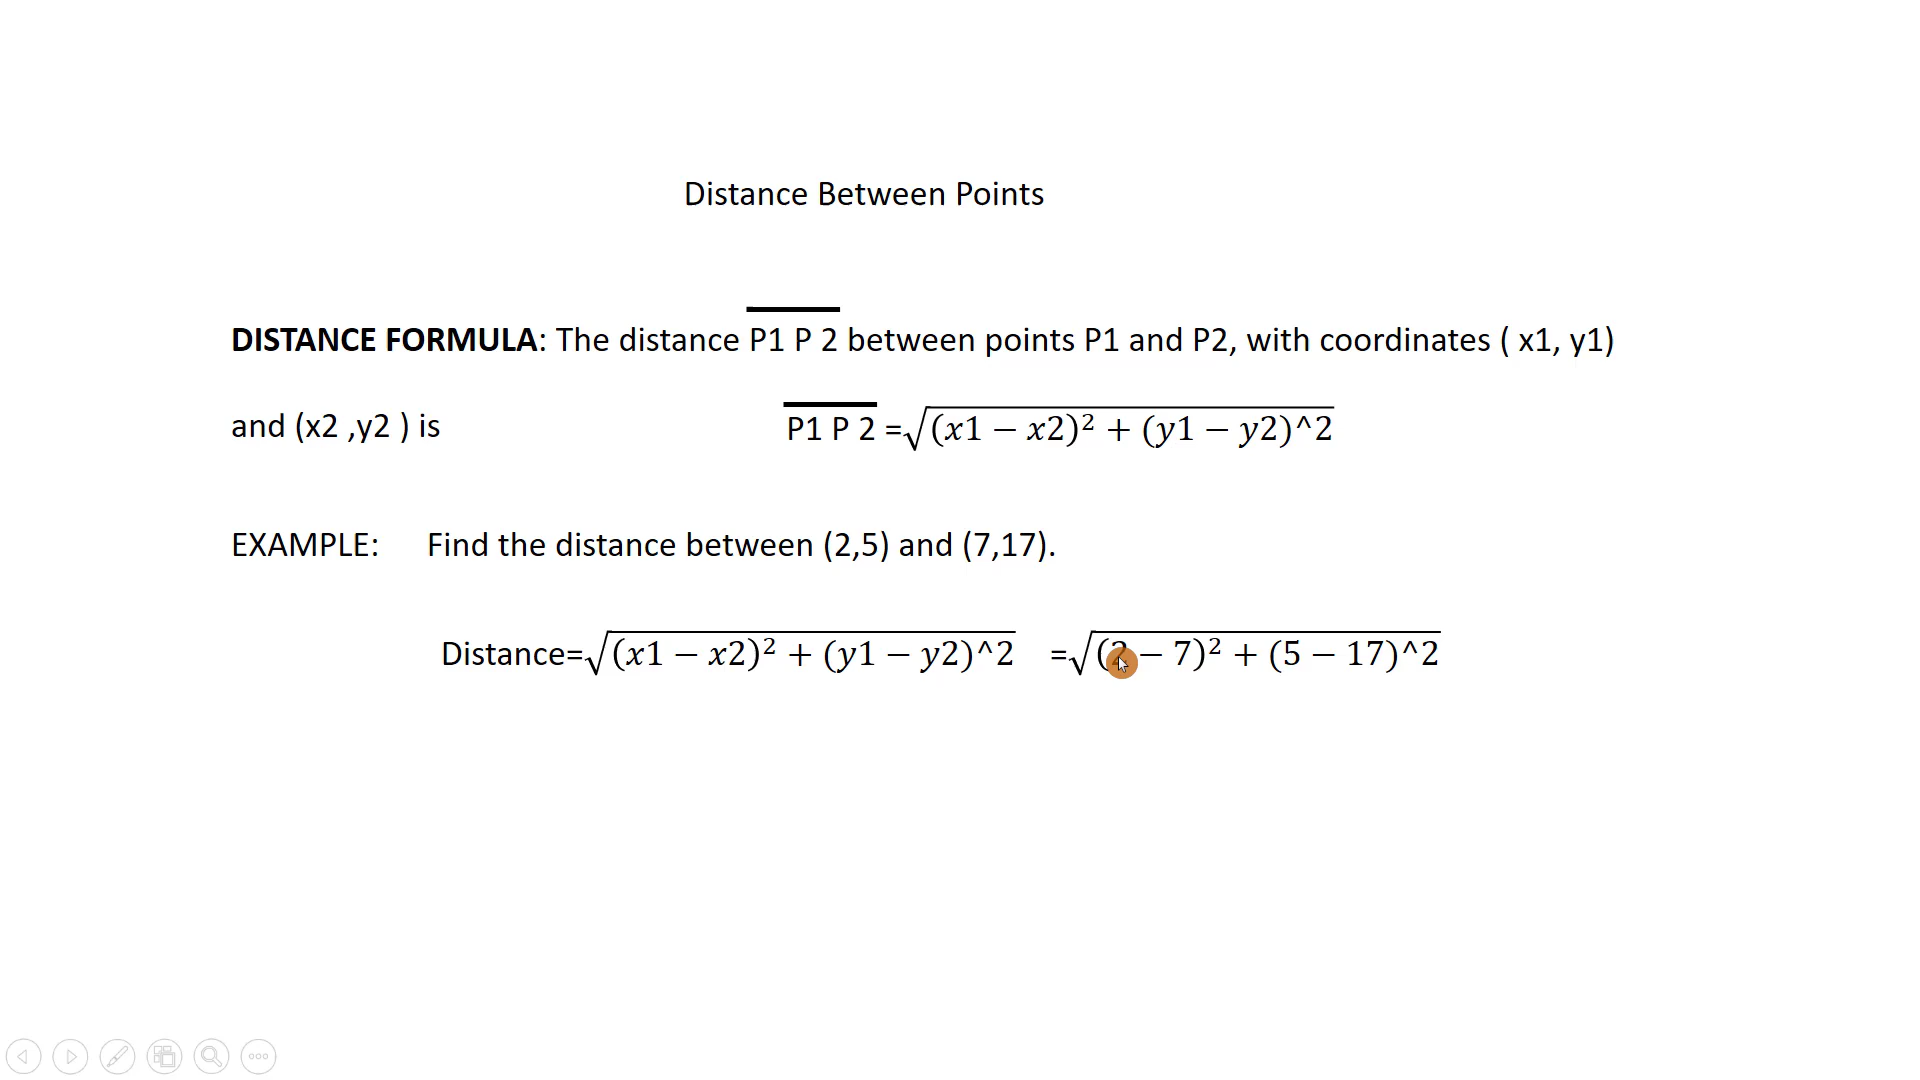 Distance Between Points
DISTANCE FORMULA: The distance P1 P 2 between points P1 and P2, with coordinates ( x1, y1)
and (x2 ,y2 ) is P1 P 2 =√(x1 − x2)² + (y1 − y2)^2
EXAMPLE: Find the distance between (2,5) and (7,17).
Distance=√(x1 − x2)² + (y1 − y2)^2 =√(2 − 7)² + (5 − 17)^2